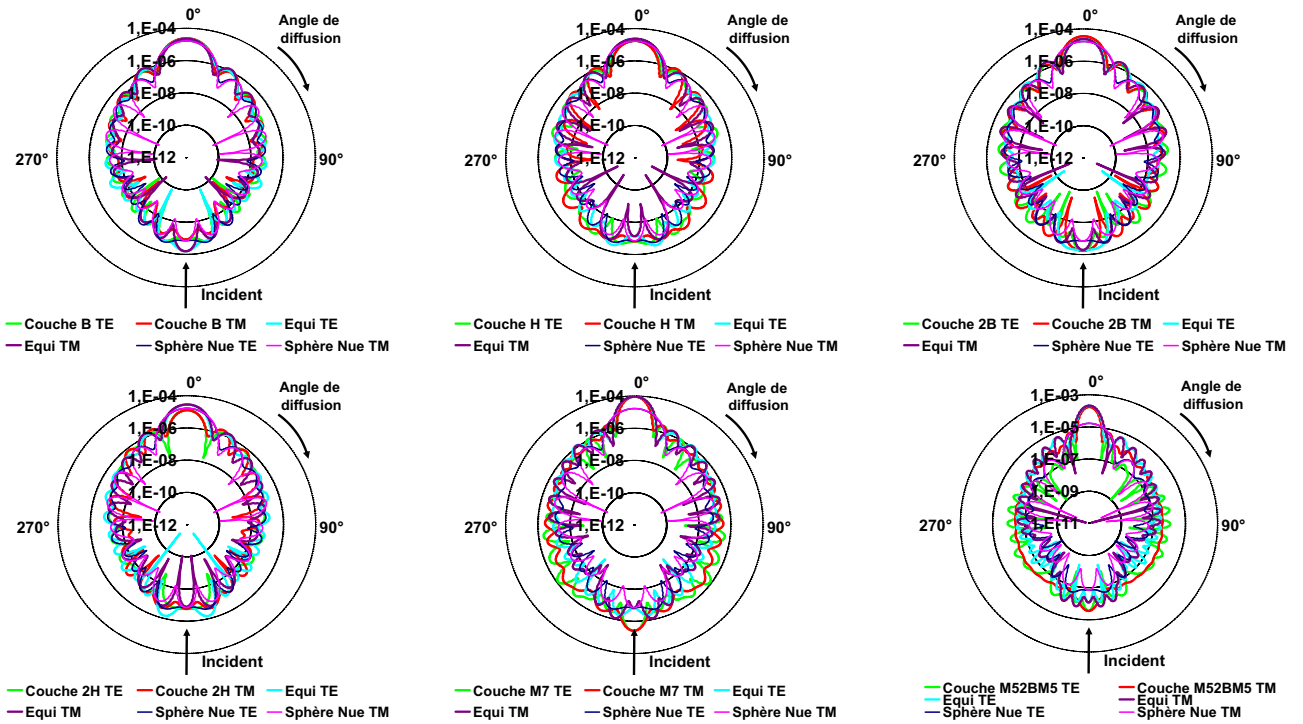 0°
1,E-04
Angle de
diffusion
1,E-06
1,E-08
1,E-10
270°
1,E-12
90°
Incident
Couche B TE
Couche B TM
Equi TE
Equi TM
Sphère Nue TE
Sphère Nue TM
0°
1,E-04
Angle de
diffusion
1,E-06
1,E-08
1,E-10
270°
1,E-12
90°
Incident
Couche H TE
Couche H TM
Equi TE
Equi TM
Sphère Nue TE
Sphère Nue TM
0°
1,E-04
Angle de
diffusion
1,E-06
1,E-08
1,E-10
270°
1,E-12
90°
Incident
Couche 2B TE
Couche 2B TM
Equi TE
Equi TM
Sphère Nue TE
Sphère Nue TM
0°
1,E-04
Angle de
diffusion
1,E-06
1,E-08
1,E-10
270°
1,E-12
90°
Incident
Couche 2H TE
Couche 2H TM
Equi TE
Equi TM
Sphère Nue TE
Sphère Nue TM
0°
1,E-04
Angle de
diffusion
1,E-06
1,E-08
1,E-10
270°
1,E-12
90°
Incident
Couche M7 TE
Couche M7 TM
Equi TE
Equi TM
Sphère Nue TE
Sphère Nue TM
0°
1,E-03
Angle de
diffusion
1,E-05
1,E-07
1,E-09
270°
1,E-11
90°
Incident
Couche M52BM5 TE
Couche M52BM5 TM
Equi TE
Equi TM
Sphère Nue TE
Sphère Nue TM